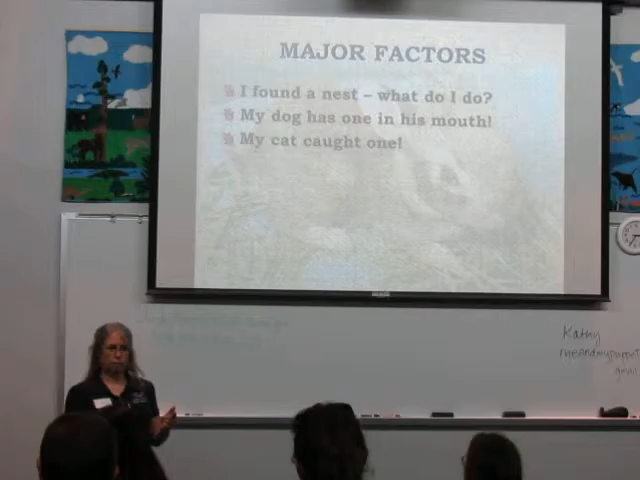 MAJOR FACTORS
I found a nest – what do I do?
My dog has one in his mouth!
My cat caught one!
Kathy